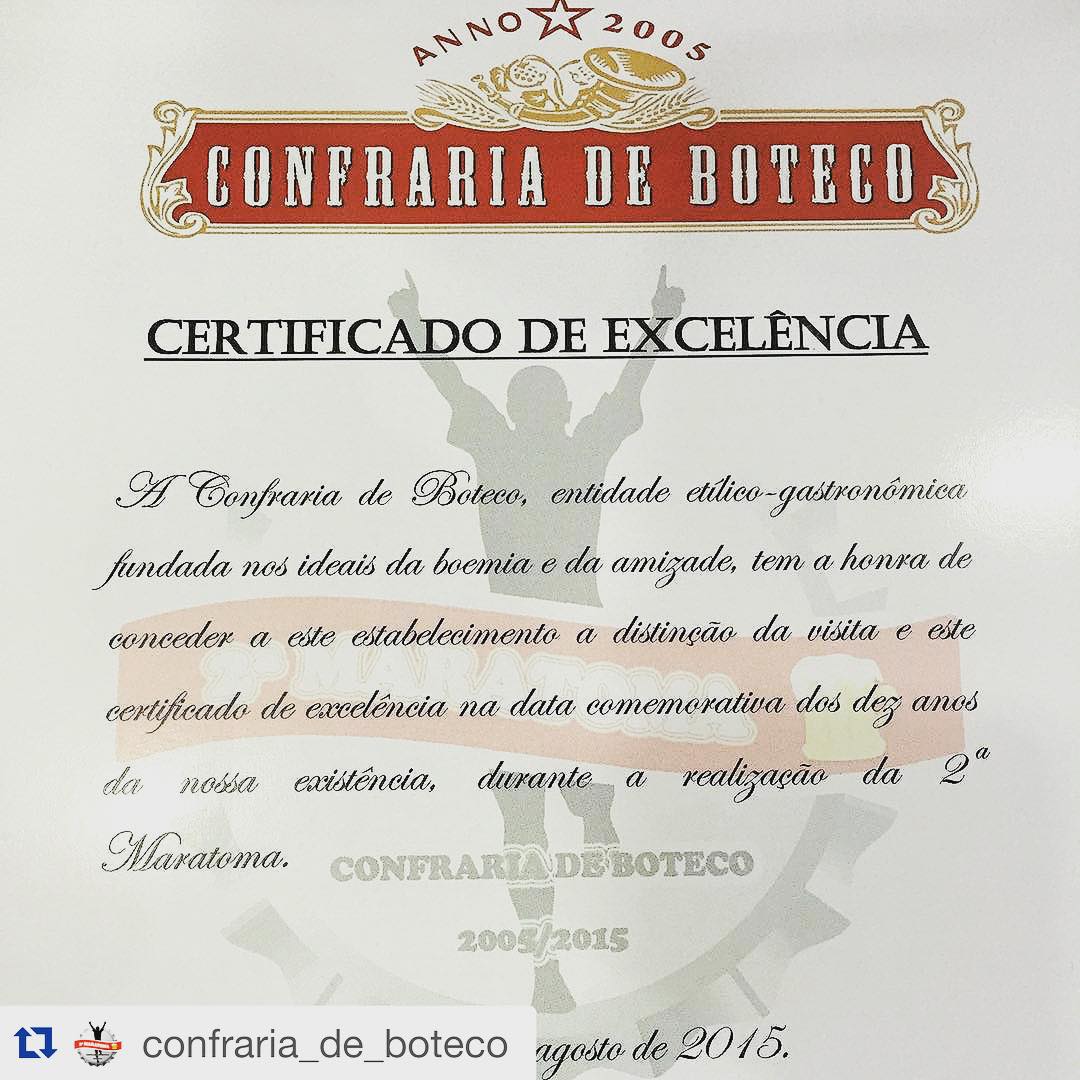 ANNO 2005
CONFRARIA DE BOTECO
CERTIFICADO DE EXCELÊNCIA
A Confraria de Boteco, entidade etílico-gastronômica
fundada nos ideais da boemia e da amizade, tem a honra de
conceder a este estabelecimento a distinção da visita e este
2ª MARATOMA
certificado de excelência na data comemorativa dos dez anos
da nossa existência, durante a realização da 2ª
Maratoma.
CONFRARIA DE BOTECO
2005/2015
agosto de 2015.
confraria_de_boteco